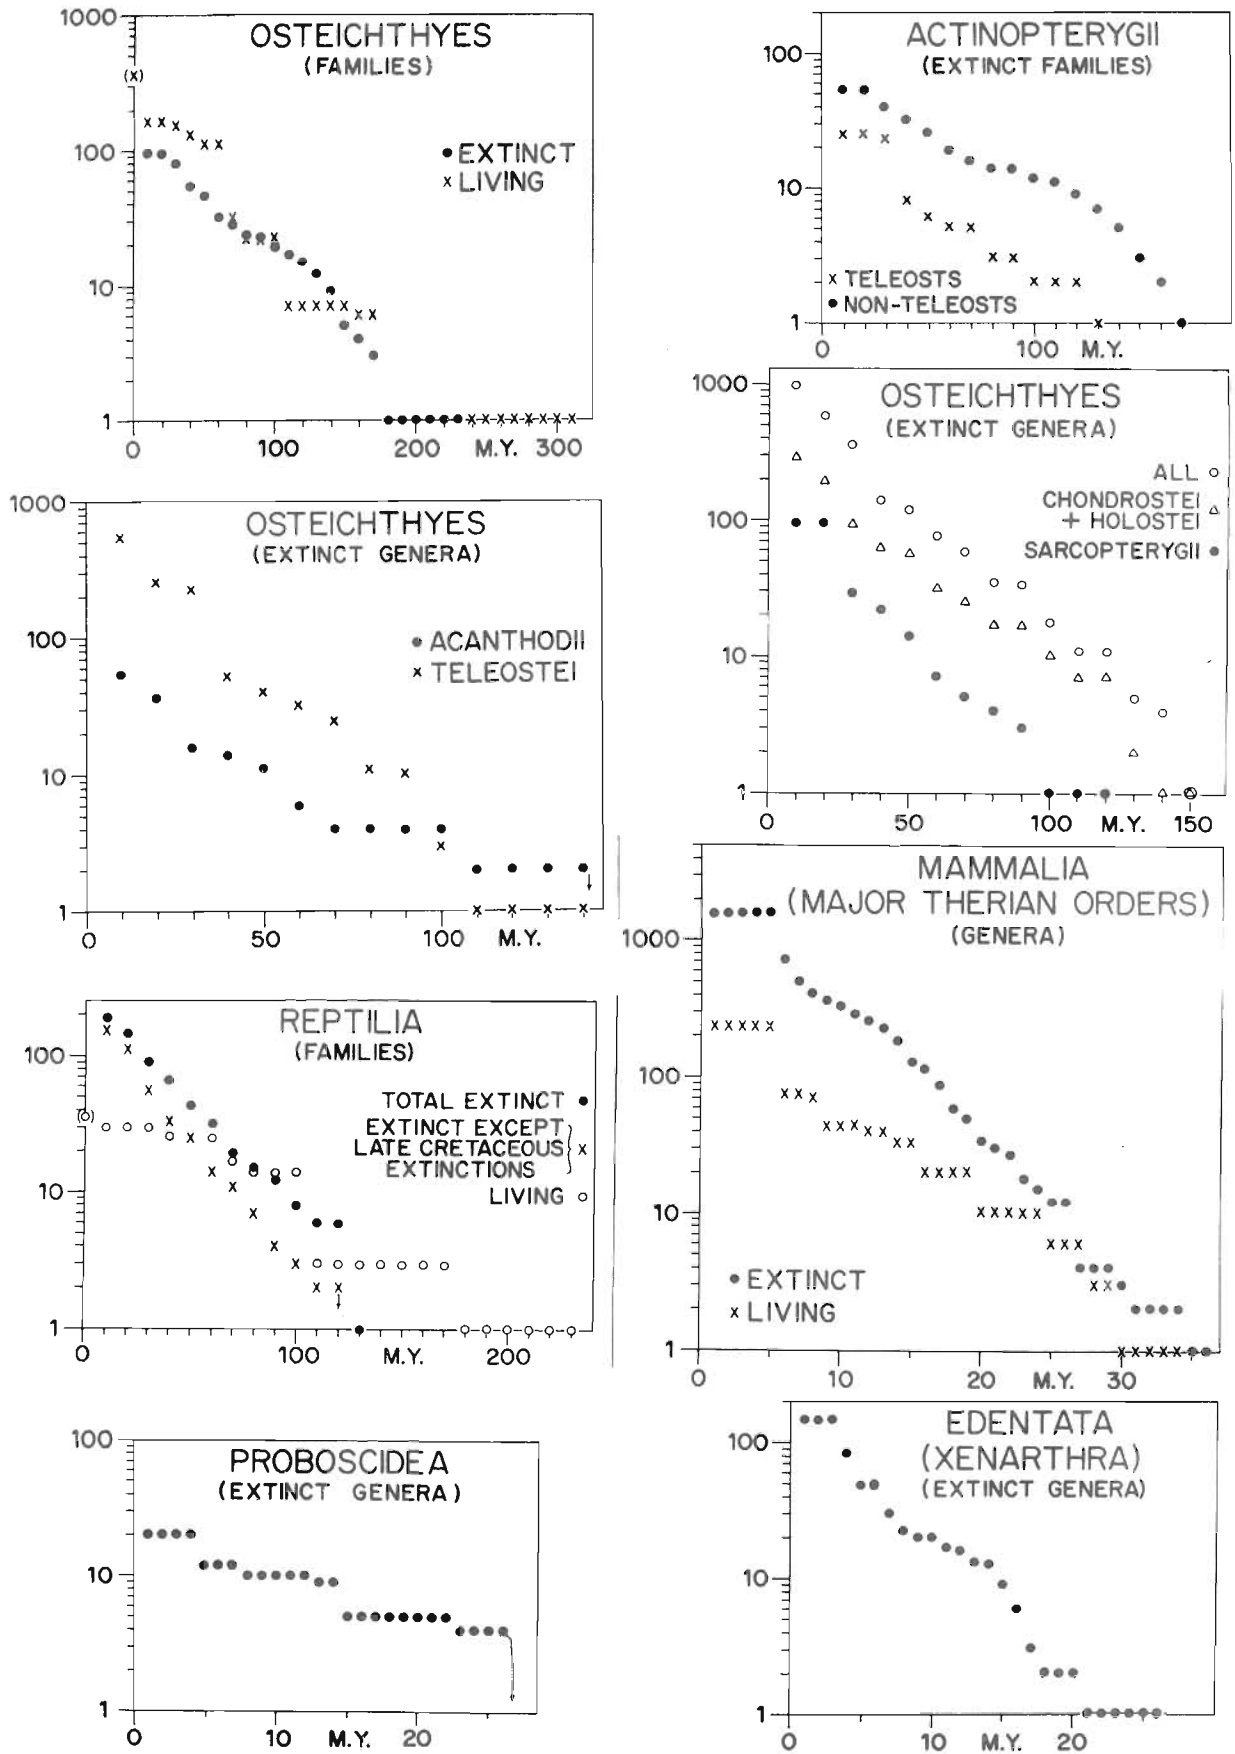 OSTEICHTHYES
(FAMILIES)
1000
(x)
100
10
1
● EXTINCT
x LIVING
0 100 200 M.Y. 300
ACTINOPTERYGII
(EXTINCT FAMILIES)
100
10
1
x TELEOSTS
● NON-TELEOSTS
0 100 M.Y.
OSTEICHTHYES
(EXTINCT GENERA)
1000
100
10
1
● ACANTHODII
x TELEOSTEI
0 50 100 M.Y.
OSTEICHTHYES
(EXTINCT GENERA)
1000
100
10
1
ALL ○
CHONDROSTEI
+ HOLOSTEI △
SARCOPTERYGII ●
0 50 100 M.Y. 150
REPTILIA
(FAMILIES)
100
(○)
10
1
TOTAL EXTINCT ●
EXTINCT EXCEPT
LATE CRETACEOUS x
EXTINCTIONS
LIVING ○
0 100 M.Y. 200
MAMMALIA
(MAJOR THERIAN ORDERS)
(GENERA)
1000
100
10
1
● EXTINCT
x LIVING
0 10 20 M.Y. 30
PROBOSCIDEA
(EXTINCT GENERA)
100
10
1
0 10 M.Y. 20
EDENTATA
(XENARTHRA)
(EXTINCT GENERA)
100
10
1
0 10 M.Y. 20